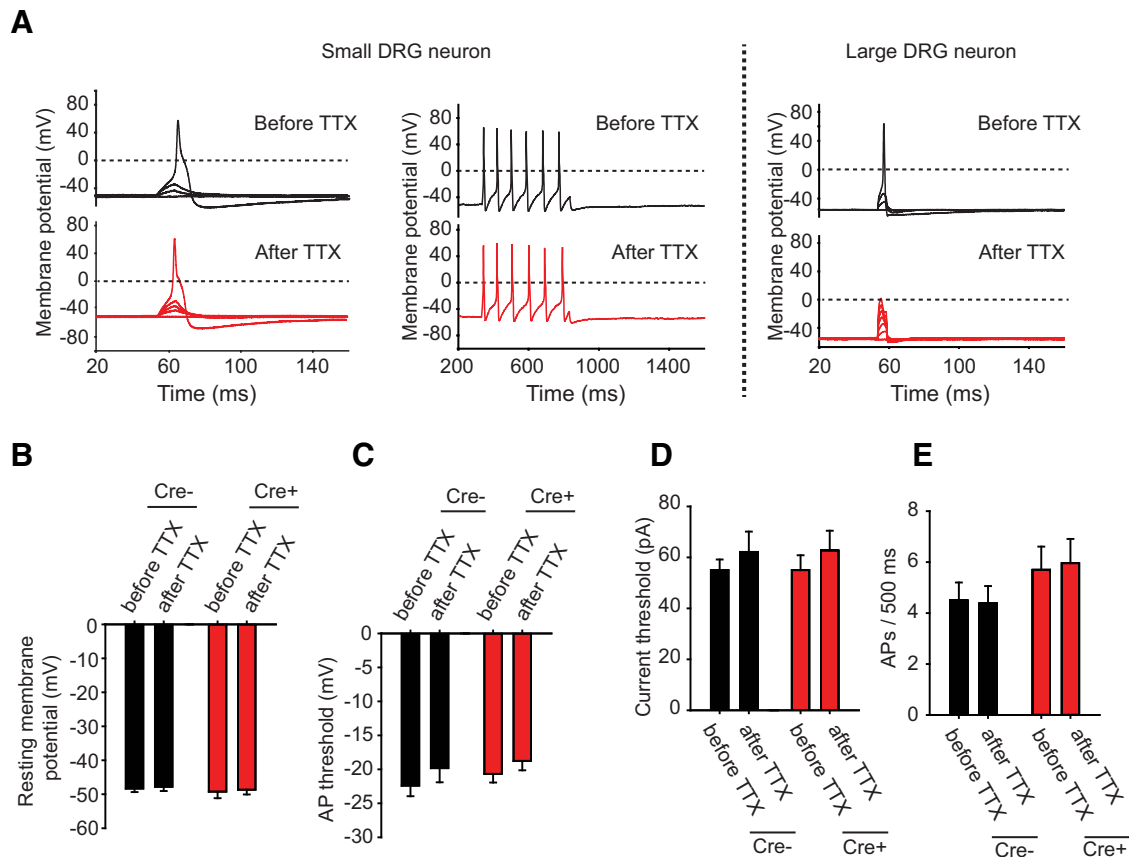 A
Small DRG neuron
Large DRG neuron
Membrane potential (mV)
80
40
0
-40
Before TTX
80
40
0
-40
-80
After TTX
20
60
100
140
Time (ms)
Membrane potential (mV)
80
40
0
-40
Before TTX
80
40
0
-40
-80
After TTX
200
600
1000
1400
Time (ms)
Membrane potential (mV)
80
40
0
-40
Before TTX
80
40
0
-40
After TTX
20
60
100
140
Time (ms)
B
Cre-
Cre+
before TTX
after TTX
before TTX
after TTX
Resting membrane
potential (mV)
0
-10
-20
-30
-40
-50
-60
C
Cre-
Cre+
before TTX
after TTX
before TTX
after TTX
AP threshold (mV)
0
-5
-10
-15
-20
-25
-30
D
Current threshold (pA)
80
60
40
20
0
before TTX
after TTX
before TTX
after TTX
Cre-
Cre+
E
APs / 500 ms
8
6
4
2
0
before TTX
after TTX
before TTX
after TTX
Cre-
Cre+